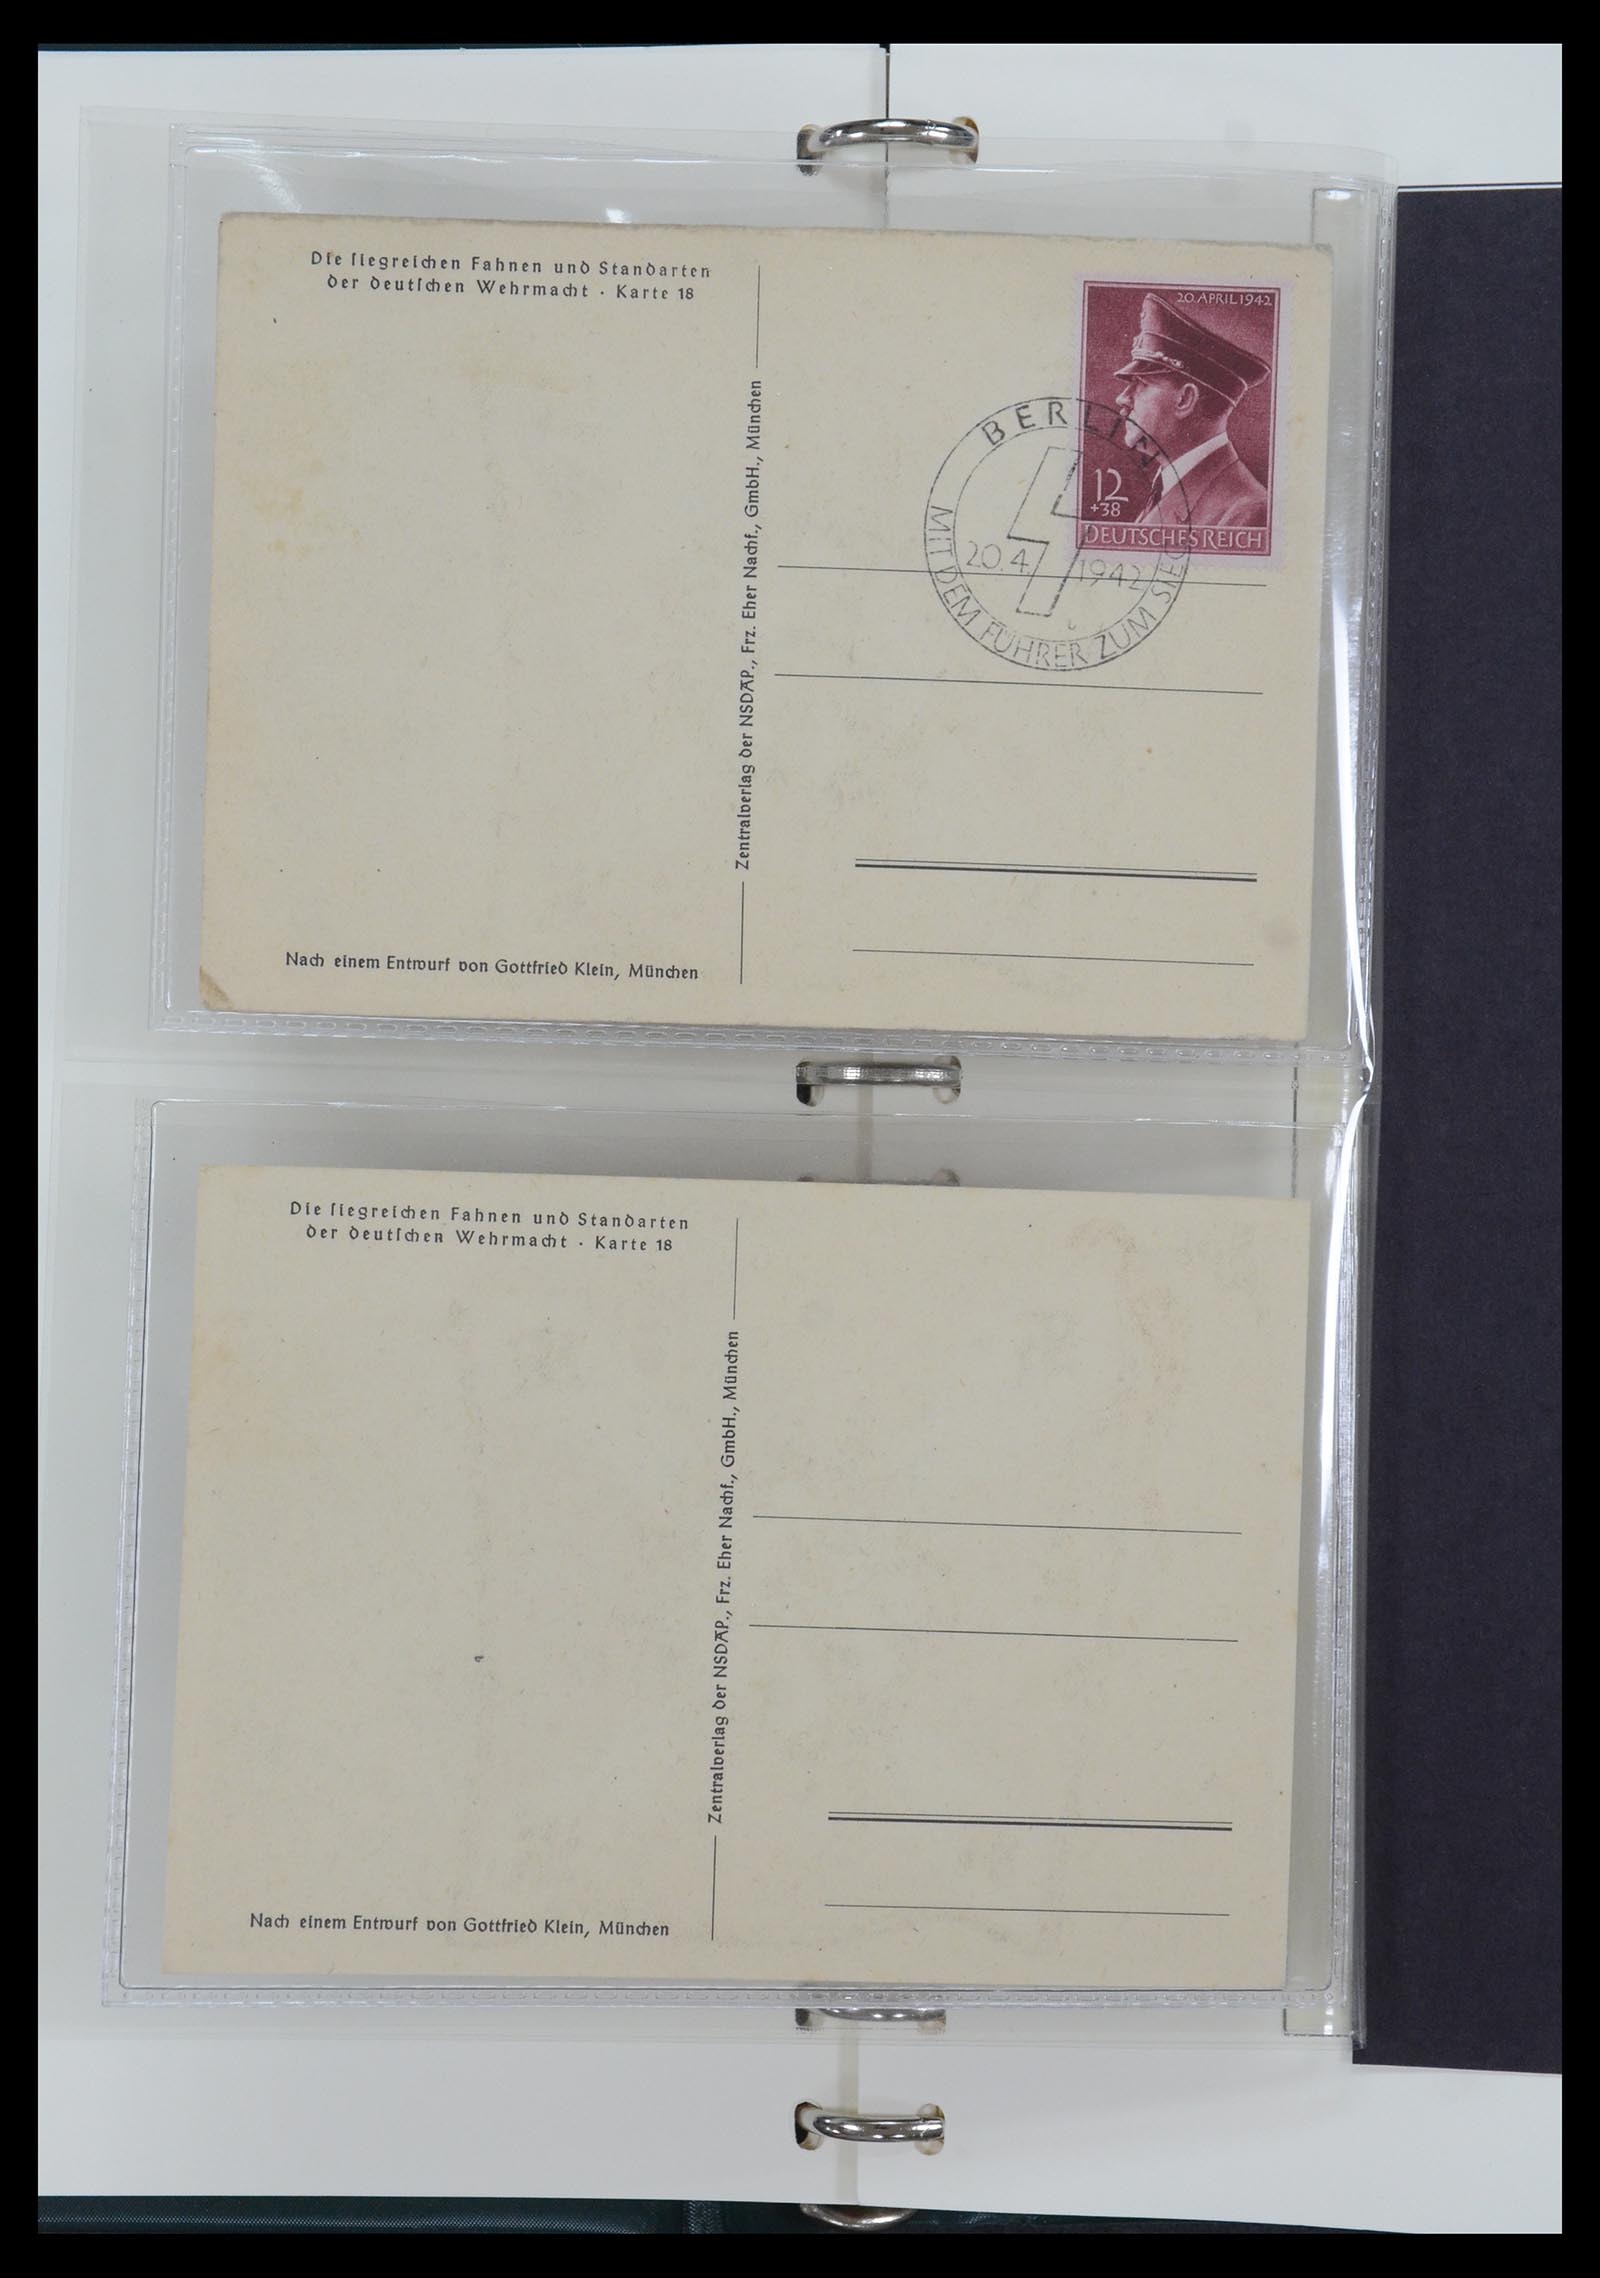 Die siegreichen Fahnen und Standarten
der deutschen Wehrmacht · Karte 18
20. APRIL 1942
12
+38
DEUTSCHES REICH
BERLIN
20.4. 1942
MIT DEM FÜHRER ZUM SIEG
Zentralverlag der NSDAP., Frz. Eher Nachf., GmbH., München
Nach einem Entwurf von Gottfried Klein, München
Die siegreichen Fahnen und Standarten
der deutschen Wehrmacht · Karte 18
Zentralverlag der NSDAP., Frz. Eher Nachf., GmbH., München
Nach einem Entwurf von Gottfried Klein, München